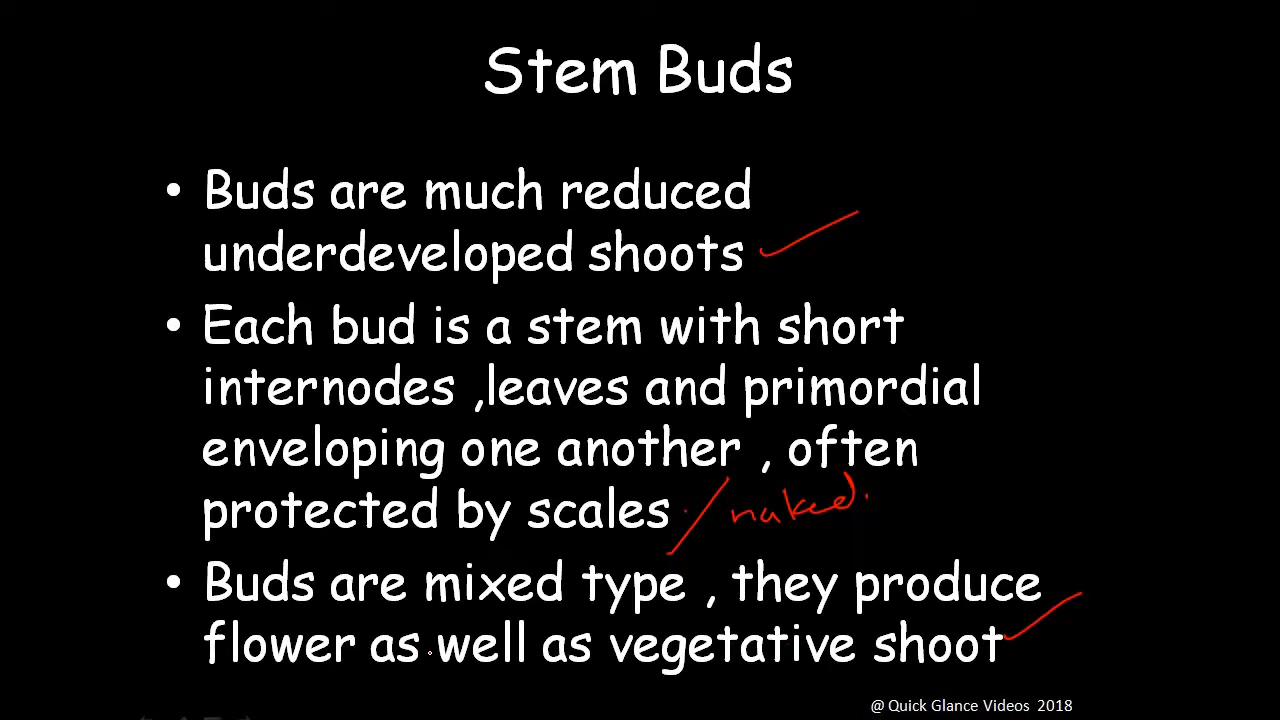 Stem Buds
• Buds are much reduced
underdeveloped shoots
• Each bud is a stem with short
internodes ,leaves and primordial
enveloping one another , often
protected by scales / naked.
• Buds are mixed type , they produce
flower as well as vegetative shoot
@ Quick Glance Videos 2018